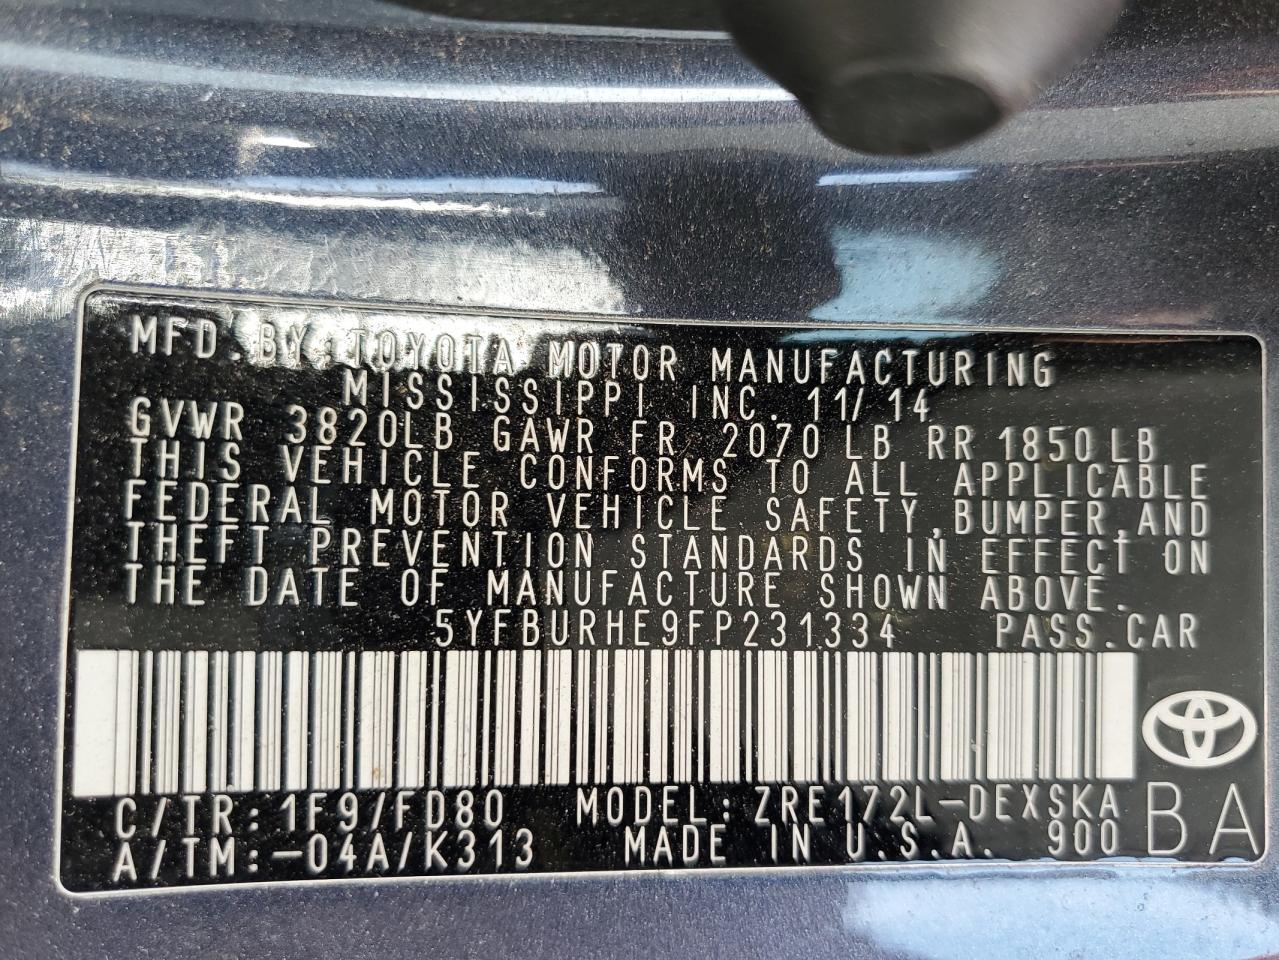 MFD. BY: TOYOTA MOTOR MANUFACTURING
MISSISSIPPI INC. 11/14
GVWR 3820LB GAWR FR 2070LB RR 1850LB
THIS VEHICLE CONFORMS TO ALL APPLICABLE
FEDERAL MOTOR VEHICLE SAFETY, BUMPER, AND
THEFT PREVENTION STANDARDS IN EFFECT ON
THE DATE OF MANUFACTURE SHOWN ABOVE.
5YFBURHE9FP231334 PASS.CAR
C/TR: 1F9/FD80 MODEL: ZRE172L-DEXSKA
A/TM: -04A/K313 MADE IN U.S.A. 900
BA